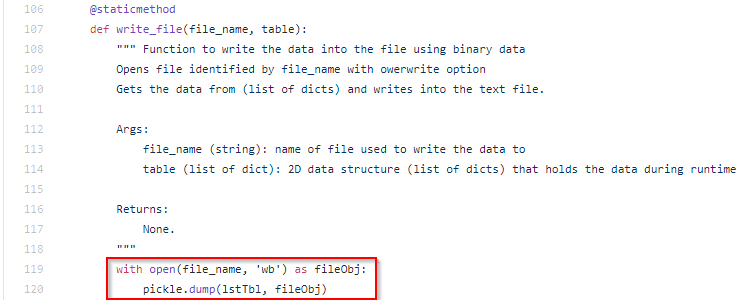 106 @staticmethod
107 def write_file(file_name, table):
108 """ Function to write the data into the file using binary data
109 Opens file identified by file_name with owerwrite option
110 Gets the data from (list of dicts) and writes into the text file.
111
112 Args:
113 file_name (string): name of file used to write the data to
114 table (list of dict): 2D data structure (list of dicts) that holds the data during runtime
115
116 Returns:
117 None.
118 """
119 with open(file_name, 'wb') as fileObj:
120 pickle.dump(lstTbl, fileObj)